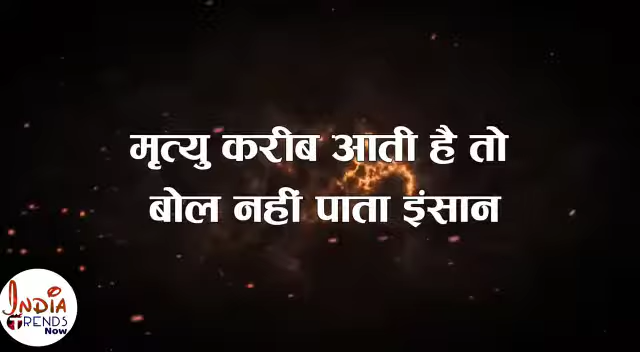 मृत्यु करीब आती है तो
बोल नहीं पाता इंसान
INDIA
TRENDS
Now